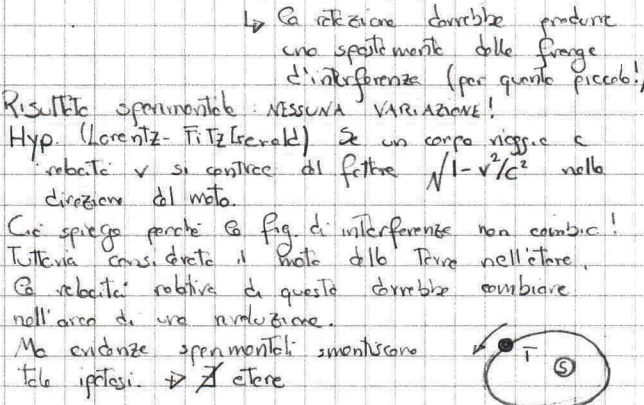 ↳ La rotazione dovrebbe produrre
uno spostamento delle frange
d'interferenza (per quanto piccolo!)
Risultato sperimentale: NESSUNA VARIAZIONE!
Hyp. (Lorentz-FitzGerald) Se un corpo viaggia a
velocità v si contrae del fattore √1-v²/c² nella
direzione del moto.
Ciò spiega perché la fig. di interferenza non cambia!
Tuttavia considerato il moto della Terra nell'etere,
la velocità relativa di questa dovrebbe cambiare
nell'arco di una rivoluzione.
Ma evidenze sperimentali smentiscono
tale ipotesi. ⇒ ∄ etere
T
S